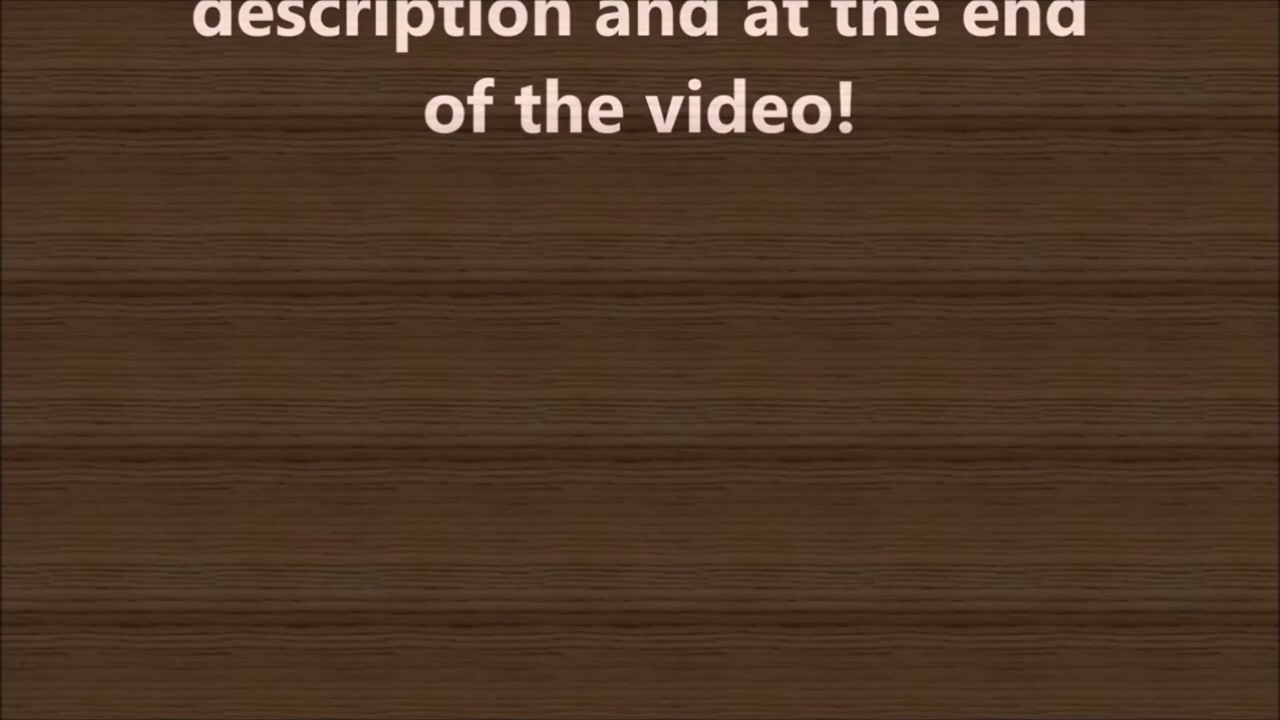 description and at the end
of the video!